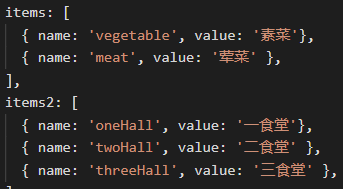 items: [
{ name: 'vegetable', value: '素菜'},
{ name: 'meat', value: '荤菜' },
],
items2: [
{ name: 'oneHall', value: '一食堂'},
{ name: 'twoHall', value: '二食堂' },
{ name: 'threeHall', value: '三食堂' },